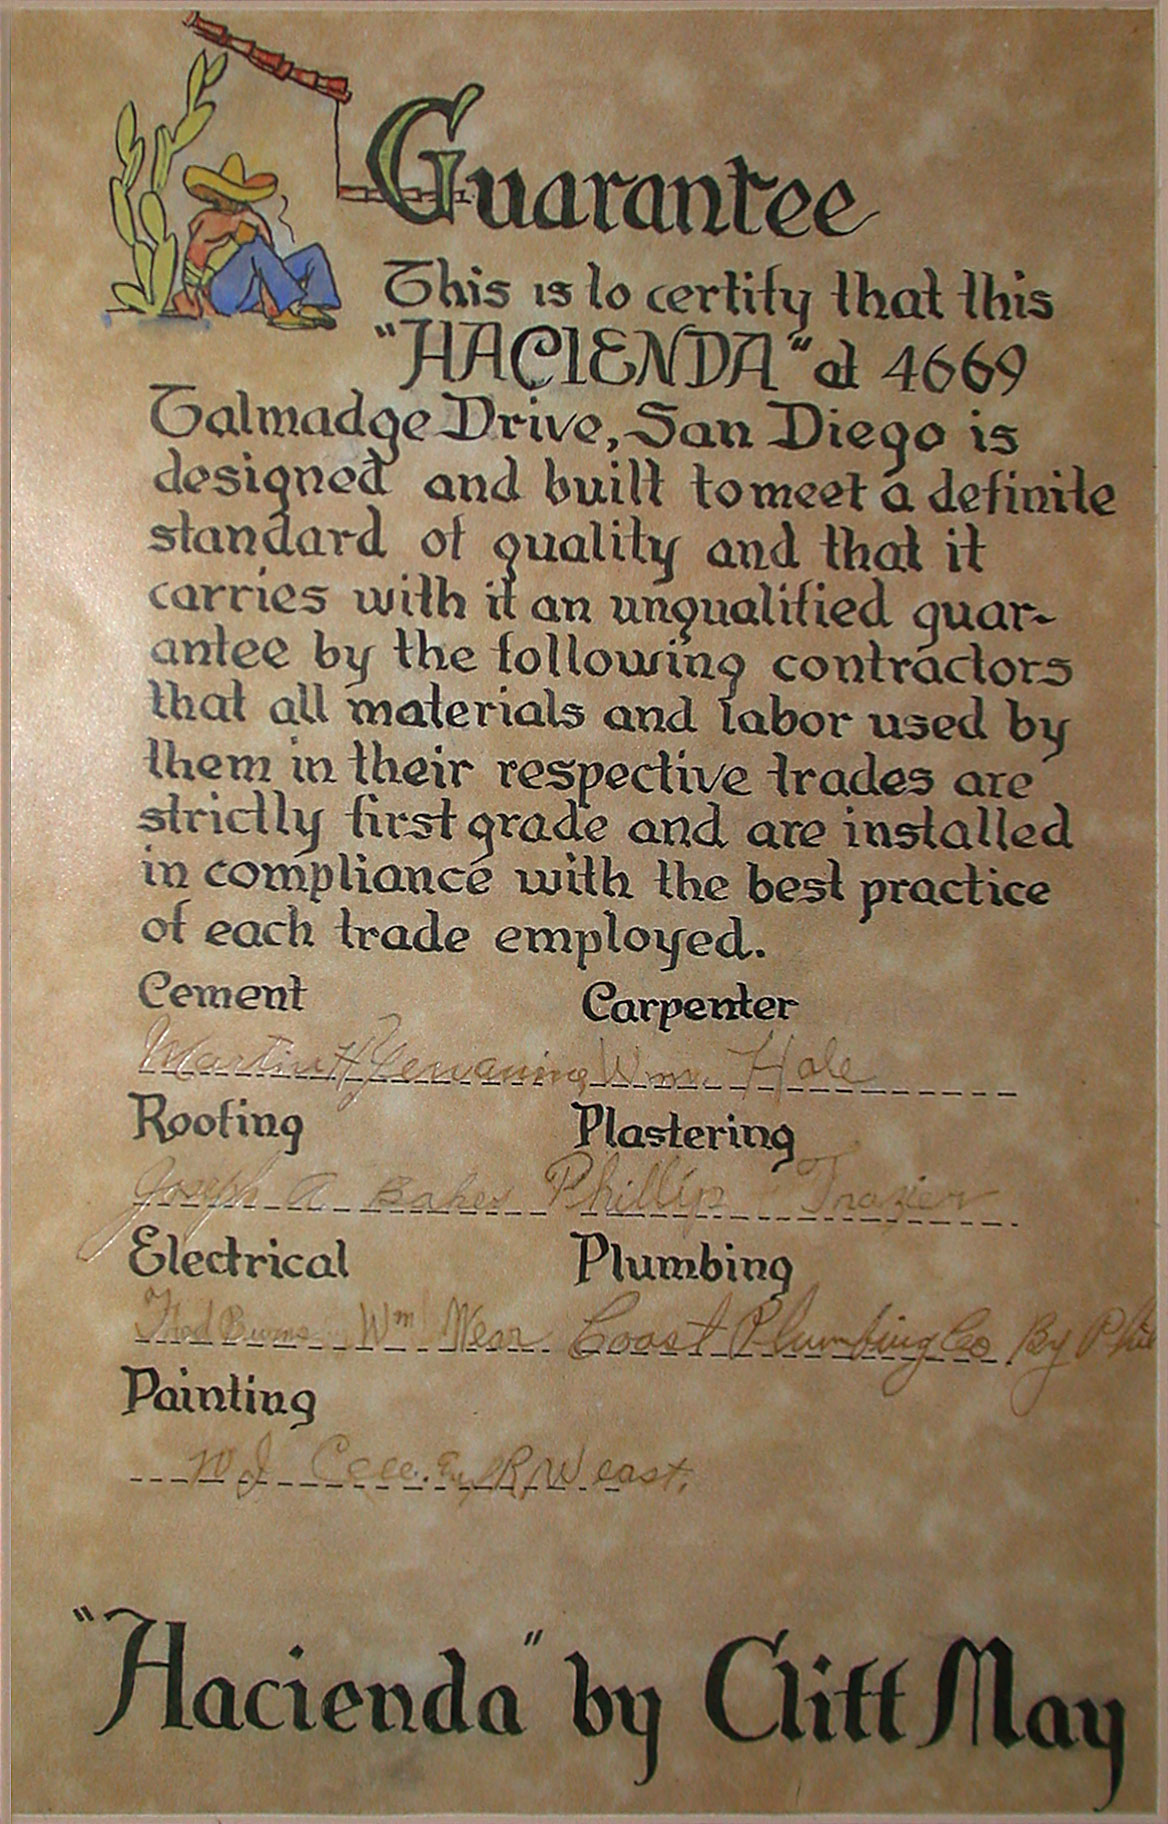 Guarantee
This is to certify that this
"HACIENDA" at 4669
Talmadge Drive, San Diego is
designed and built to meet a definite
standard of quality and that it
carries with it an unqualified guar-
antee by the following contractors
that all materials and labor used by
them in their respective trades are
strictly first grade and are installed
in compliance with the best practice
of each trade employed.
Cement Carpenter
Martin H Wm. Hale
Roofing Plastering
Joseph A. Phillip
Electrical Plumbing
Burns Wm Wear Coast Plumbing Co By
Painting
W J R W east.
"Hacienda" by Cliff May